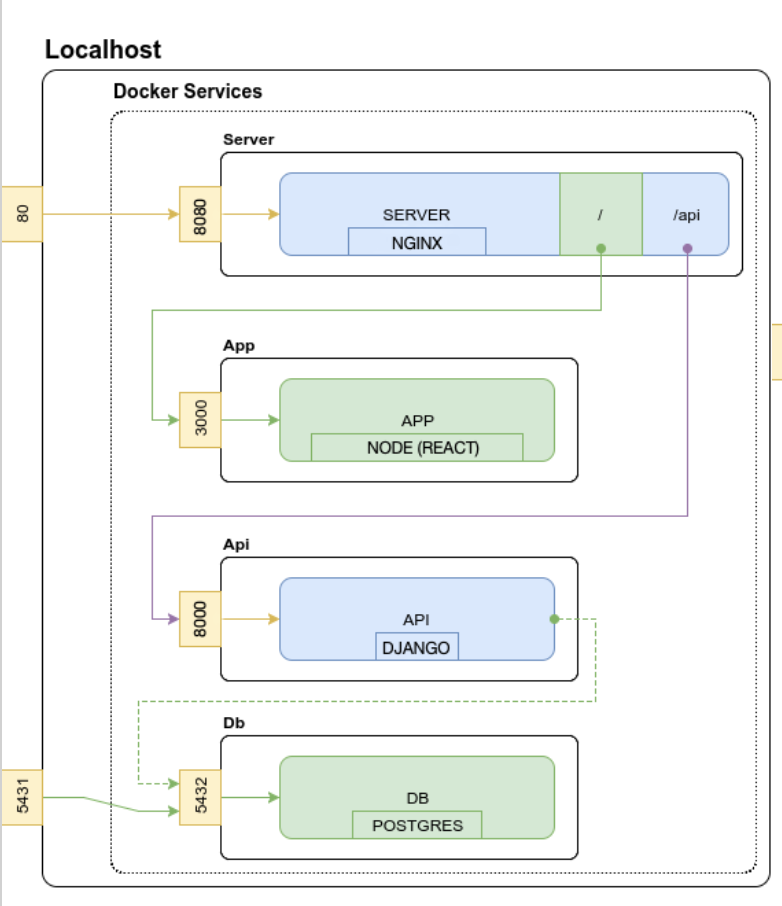 Localhost
Docker Services
Server
80
8080
SERVER
NGINX
/
/api
App
3000
APP
NODE (REACT)
Api
8000
API
DJANGO
Db
5431
5432
DB
POSTGRES